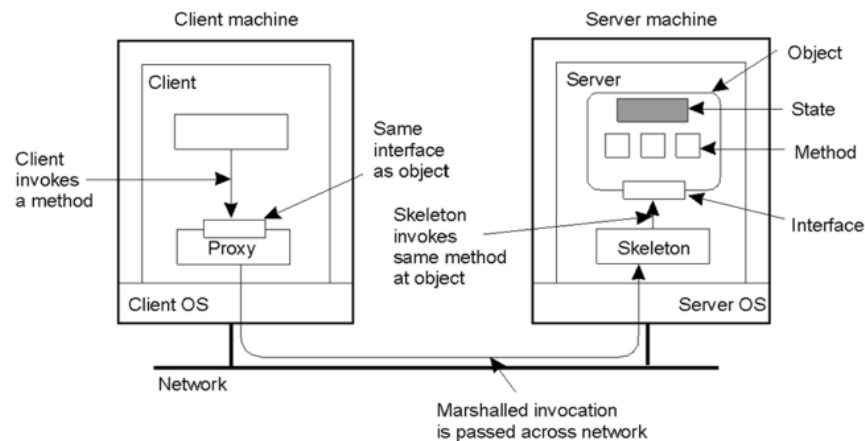 Client machine
Server machine
Object
Client
Server
State
Same
interface
as object
Client
invokes
a method
Method
Skeleton
invokes
same method
at object
Interface
Proxy
Skeleton
Client OS
Server OS
Network
Marshalled invocation
is passed across network